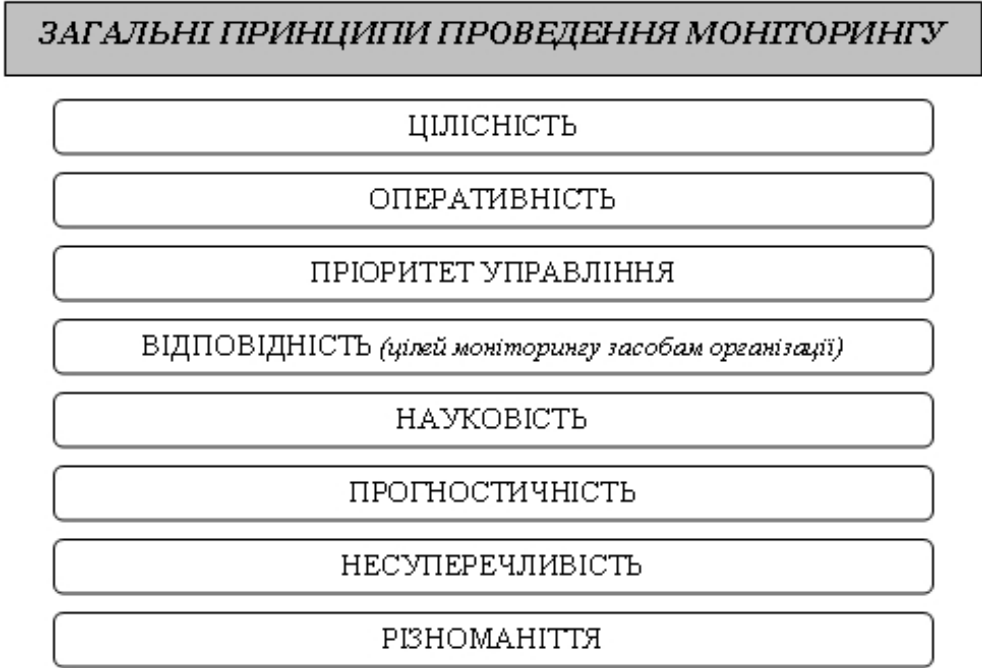 ЗАГАЛЬНІ ПРИНЦИПИ ПРОВЕДЕННЯ МОНІТОРИНГУ
ЦІЛІСНІСТЬ
ОПЕРАТИВНІСТЬ
ПРІОРИТЕТ УПРАВЛІННЯ
ВІДПОВІДНІСТЬ (цілей моніторингу засобам організації)
НАУКОВІСТЬ
ПРОГНОСТИЧНІСТЬ
НЕСУПЕРЕЧЛИВІСТЬ
РІЗНОМАНІТТЯ